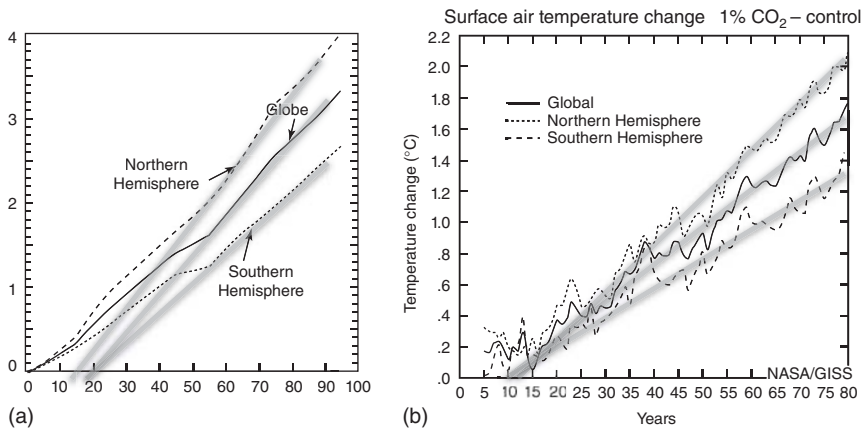 4
3
2
1
0
0 10 20 30 40 50 60 70 80 90 100
Globe
Northern
Hemisphere
Southern
Hemisphere
(a)
Surface air temperature change 1% CO₂ – control
2.2
2.0
1.8
1.6
1.4
1.2
1.0
.8
.6
.4
.2
.0
Temperature change (°C)
Global
Northern Hemisphere
Southern Hemisphere
NASA/GISS
0 5 10 15 20 25 30 35 40 45 50 55 60 65 70 75 80
Years
(b)